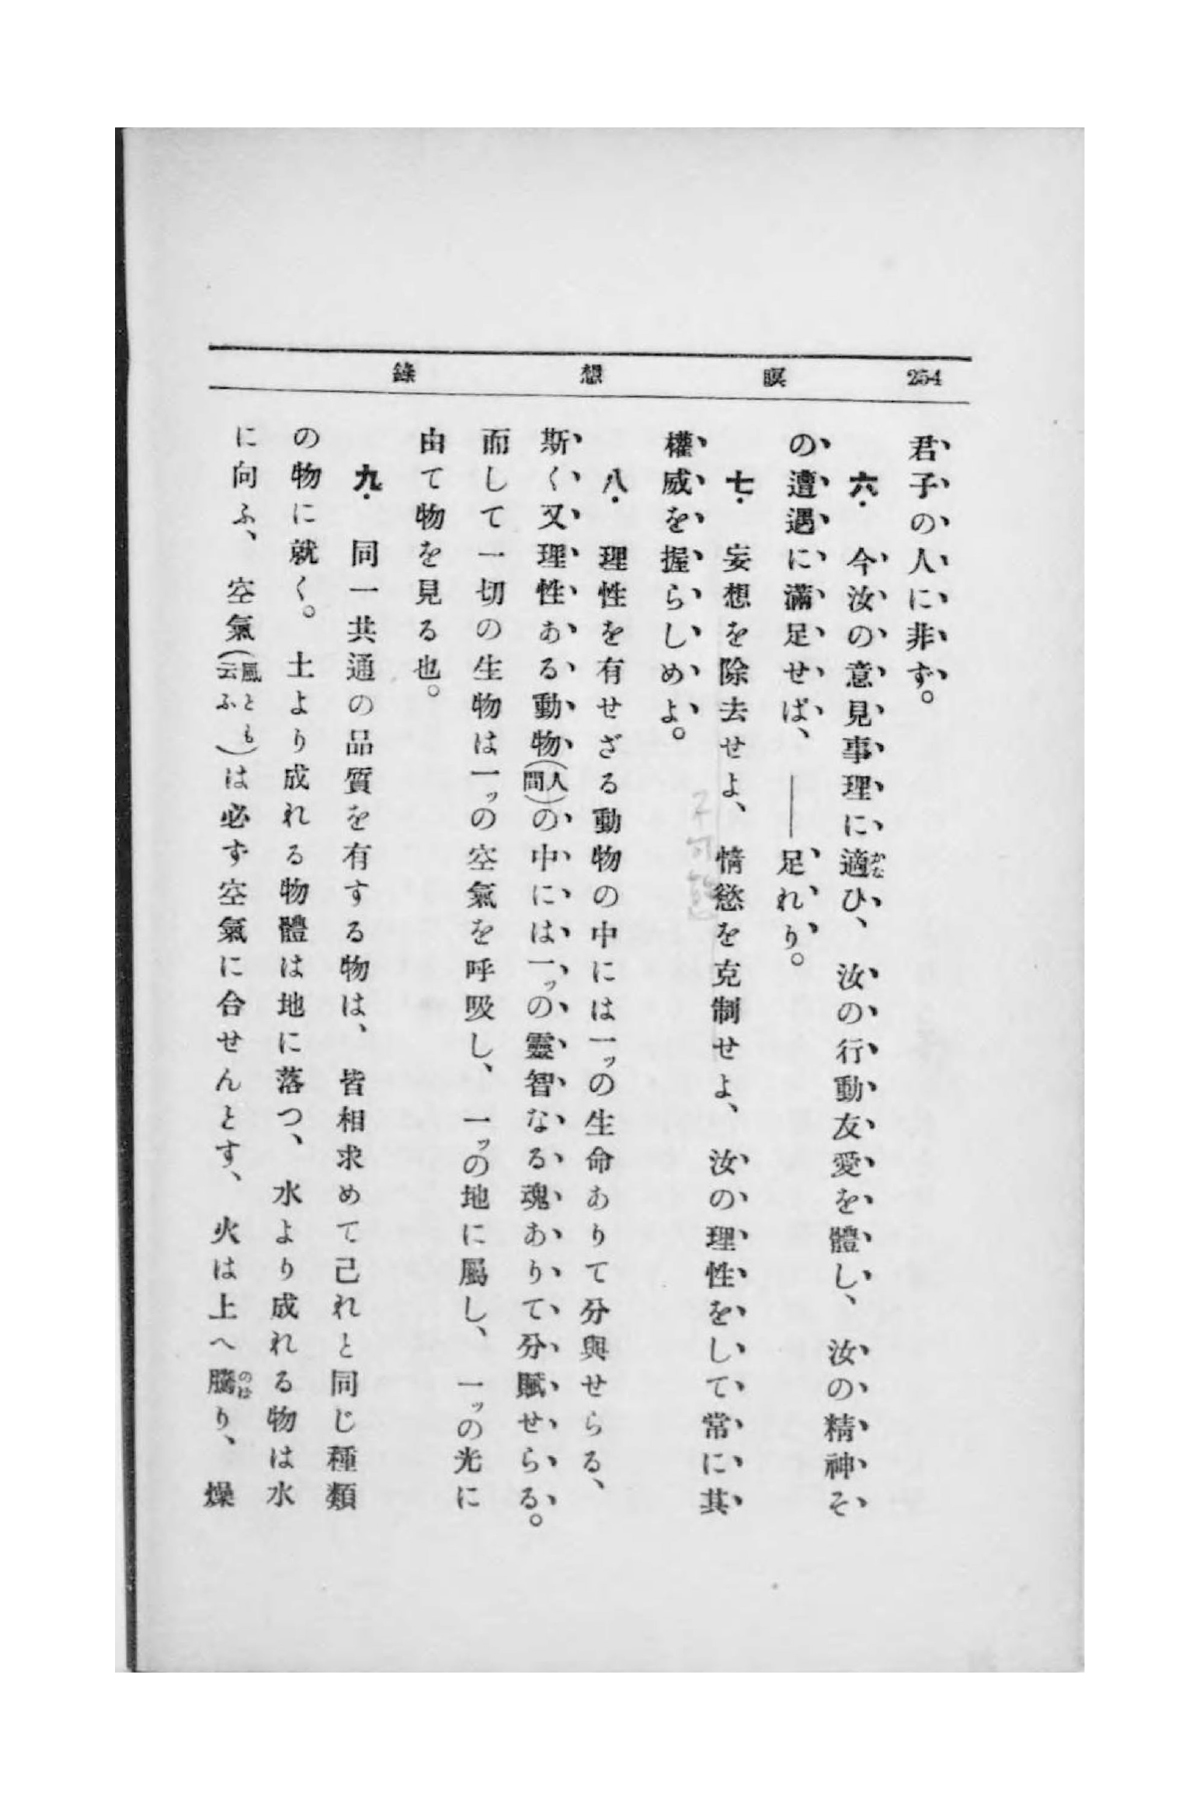 254 瞑想錄
君子の人に非ず。
六. 今汝の意見事理に適ひ、汝の行動友愛を體し、汝の精神そ
の遭遇に滿足せば、――足れり。
七. 妄想を除去せよ、情慾を克制せよ、汝の理性をして常に其
權威を握らしめよ。
八. 理性を有せざる動物の中には一ッの生命ありて分與せらる、
斯く又理性ある動物(人間)の中には一ッの靈智なる魂ありて分賦せらる。
而して一切の生物は一ッの空氣を呼吸し、一ッの地に屬し、一ッの光に
由て物を見る也。
九. 同一共通の品質を有する物は、皆相求めて己れと同じ種類
の物に就く。土より成れる物體は地に落つ、水より成れる物は水
に向ふ、空氣(風とも云ふ)は必ず空氣に合せんとす、火は上へ騰り、燥